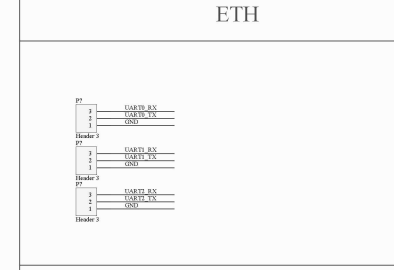 ETH
P?
3 UART0_RX
2 UART0_TX
1 GND
Header 3
P?
3 UART1_RX
2 UART1_TX
1 GND
Header 3
P?
3 UART2_RX
2 UART2_TX
1 GND
Header 3